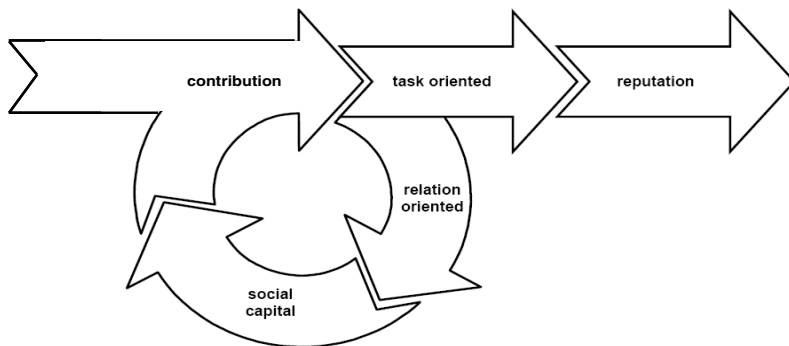 contribution
task oriented
reputation
relation
oriented
social
capital